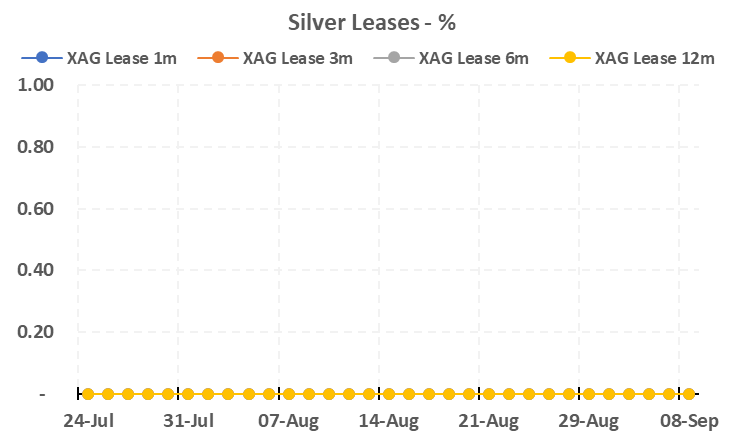 Silver Leases - %
XAG Lease 1m XAG Lease 3m XAG Lease 6m XAG Lease 12m
1.00
0.80
0.60
0.40
0.20
-
24-Jul 31-Jul 07-Aug 14-Aug 21-Aug 29-Aug 08-Sep